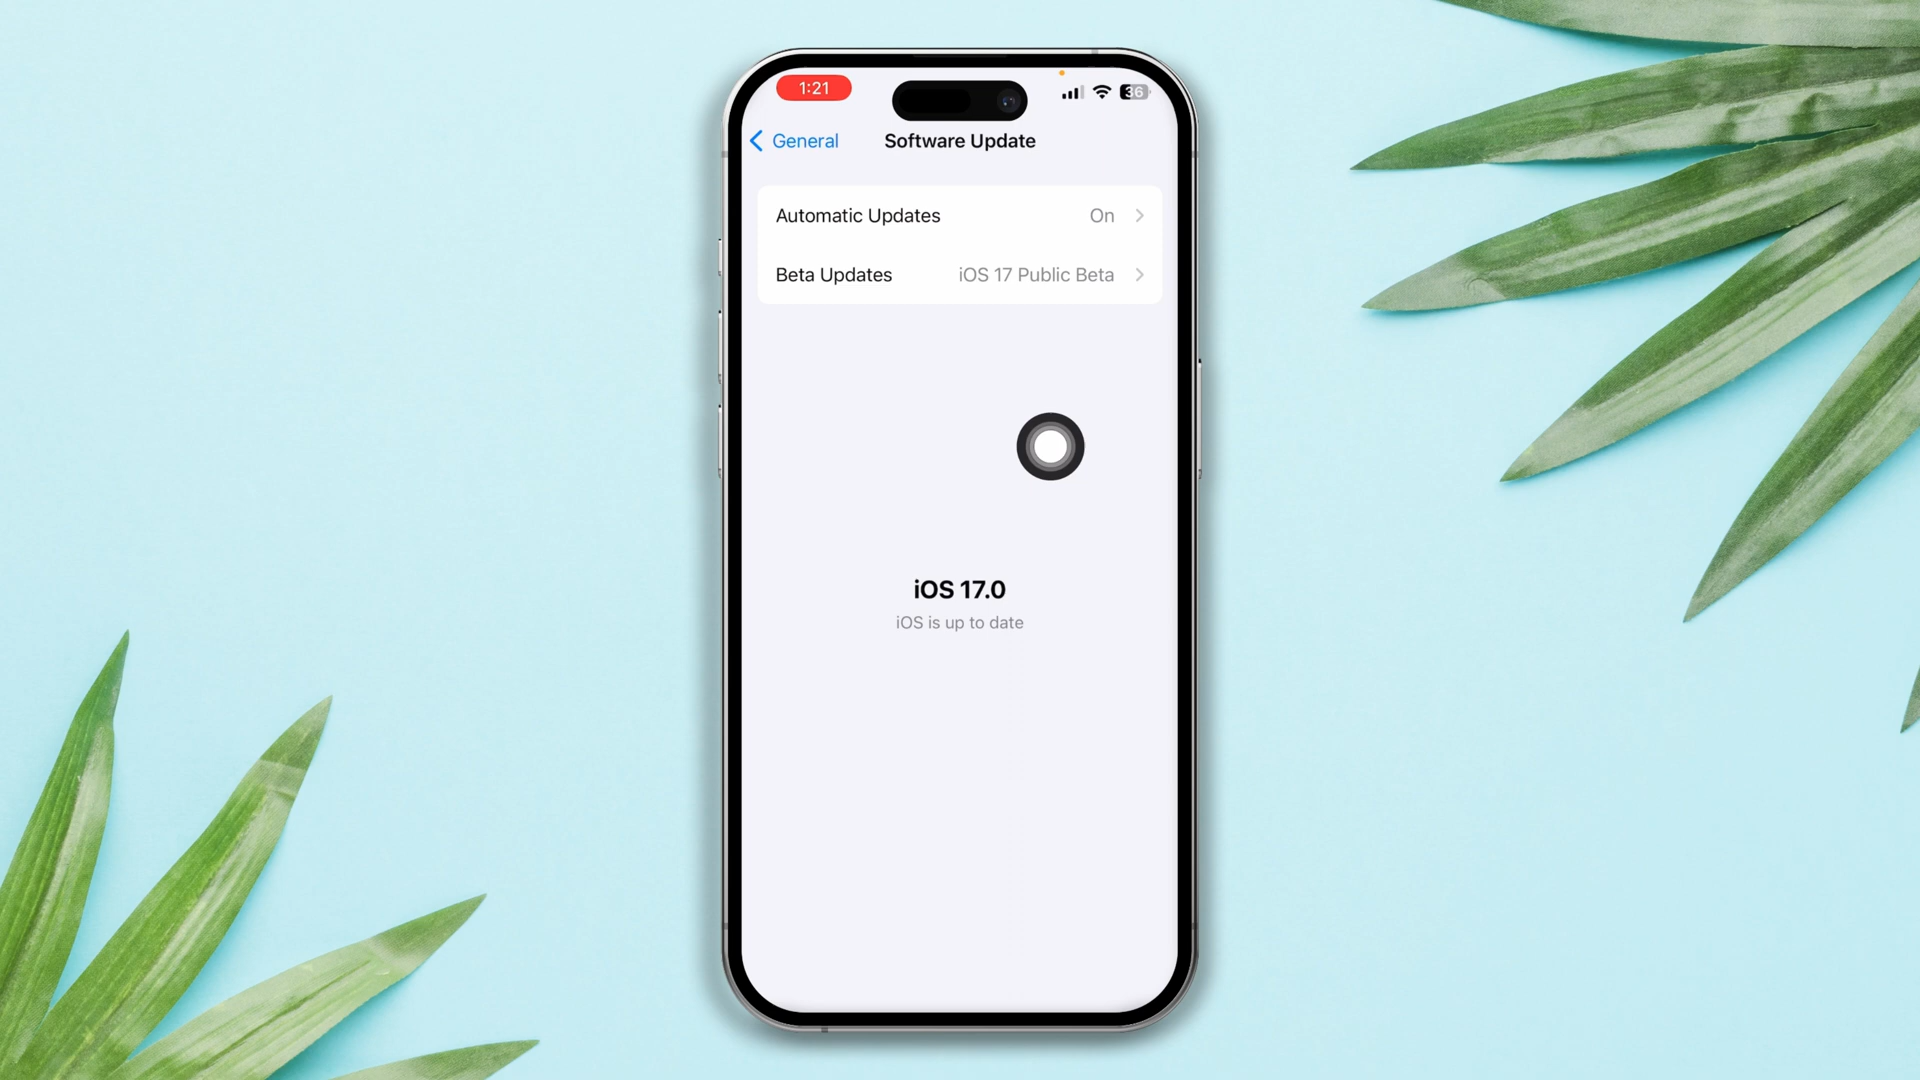 1:21
36
General
Software Update
Automatic Updates On
Beta Updates iOS 17 Public Beta
iOS 17.0
iOS is up to date